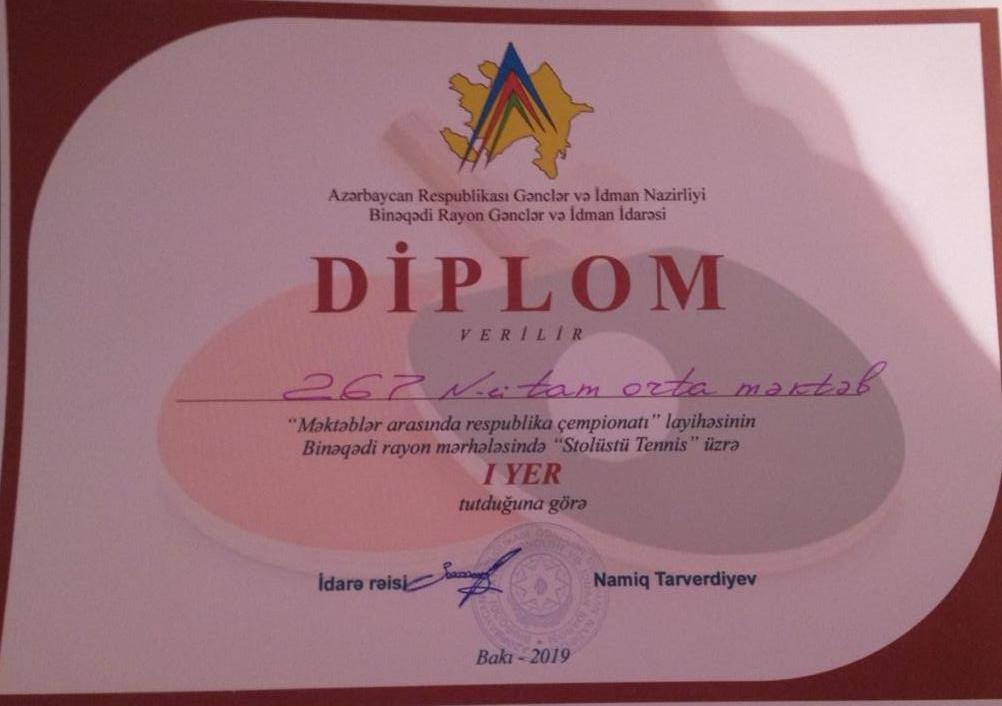 Azərbaycan Respublikası Gənclər və İdman Nazirliyi
Binəqədi Rayon Gənclər və İdman İdarəsi
DİPLOM
VERİLİR
267 N-ci tam orta məktəb
"Məktəblər arasında respublika çempionatı" layihəsinin
Binəqədi rayon mərhələsində "Stolüstü Tennis" üzrə
I YER
tutduğuna görə
İdarə rəisi Namiq Tarverdiyev
Bakı - 2019